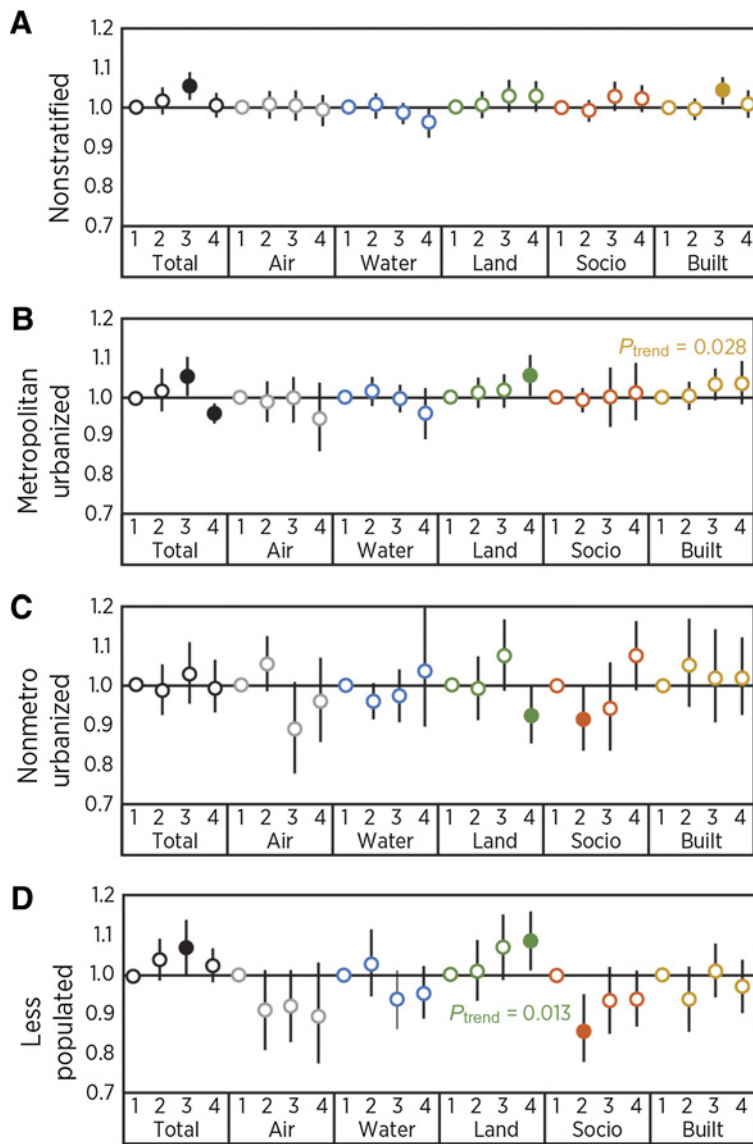 A
Nonstratified
1.2
1.1
1.0
0.9
0.8
0.7
1 2 3 4 1 2 3 4 1 2 3 4 1 2 3 4 1 2 3 4 1 2 3 4
Total Air Water Land Socio Built
B
Metropolitan
urbanized
1.2
1.1
1.0
0.9
0.8
0.7
P trend = 0.028
1 2 3 4 1 2 3 4 1 2 3 4 1 2 3 4 1 2 3 4 1 2 3 4
Total Air Water Land Socio Built
C
Nonmetro
urbanized
1.2
1.1
1.0
0.9
0.8
0.7
1 2 3 4 1 2 3 4 1 2 3 4 1 2 3 4 1 2 3 4 1 2 3 4
Total Air Water Land Socio Built
D
Less
populated
1.2
1.1
1.0
0.9
0.8
0.7
P trend = 0.013
1 2 3 4 1 2 3 4 1 2 3 4 1 2 3 4 1 2 3 4 1 2 3 4
Total Air Water Land Socio Built